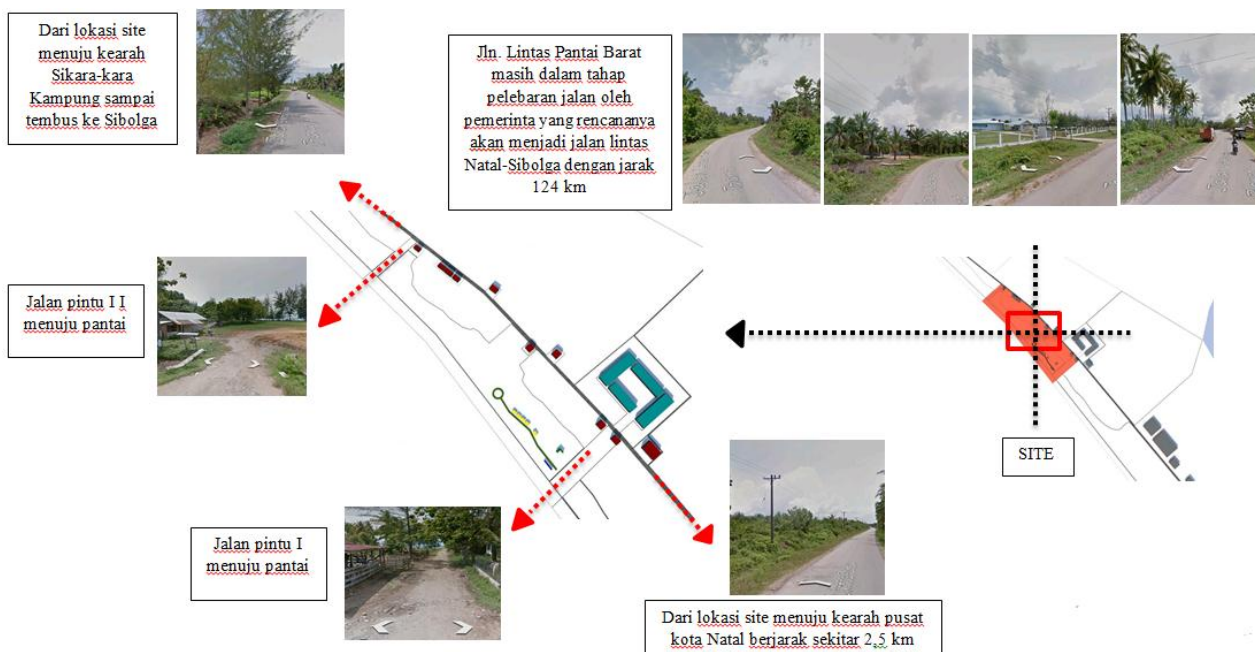 Dari lokasi site
menuju kearah
Sikara-kara
Kampung sampai
tembus ke Sibolga
Jln. Lintas Pantai Barat
masih dalam tahap
pelebaran jalan oleh
pemerinta yang rencananya
akan menjadi jalan lintas
Natal-Sibolga dengan jarak
124 km
Jalan pintu I I
menuju pantai
SITE
Jalan pintu I
menuju pantai
Dari lokasi site menuju kearah pusat
kota Natal berjarak sekitar 2,5 km